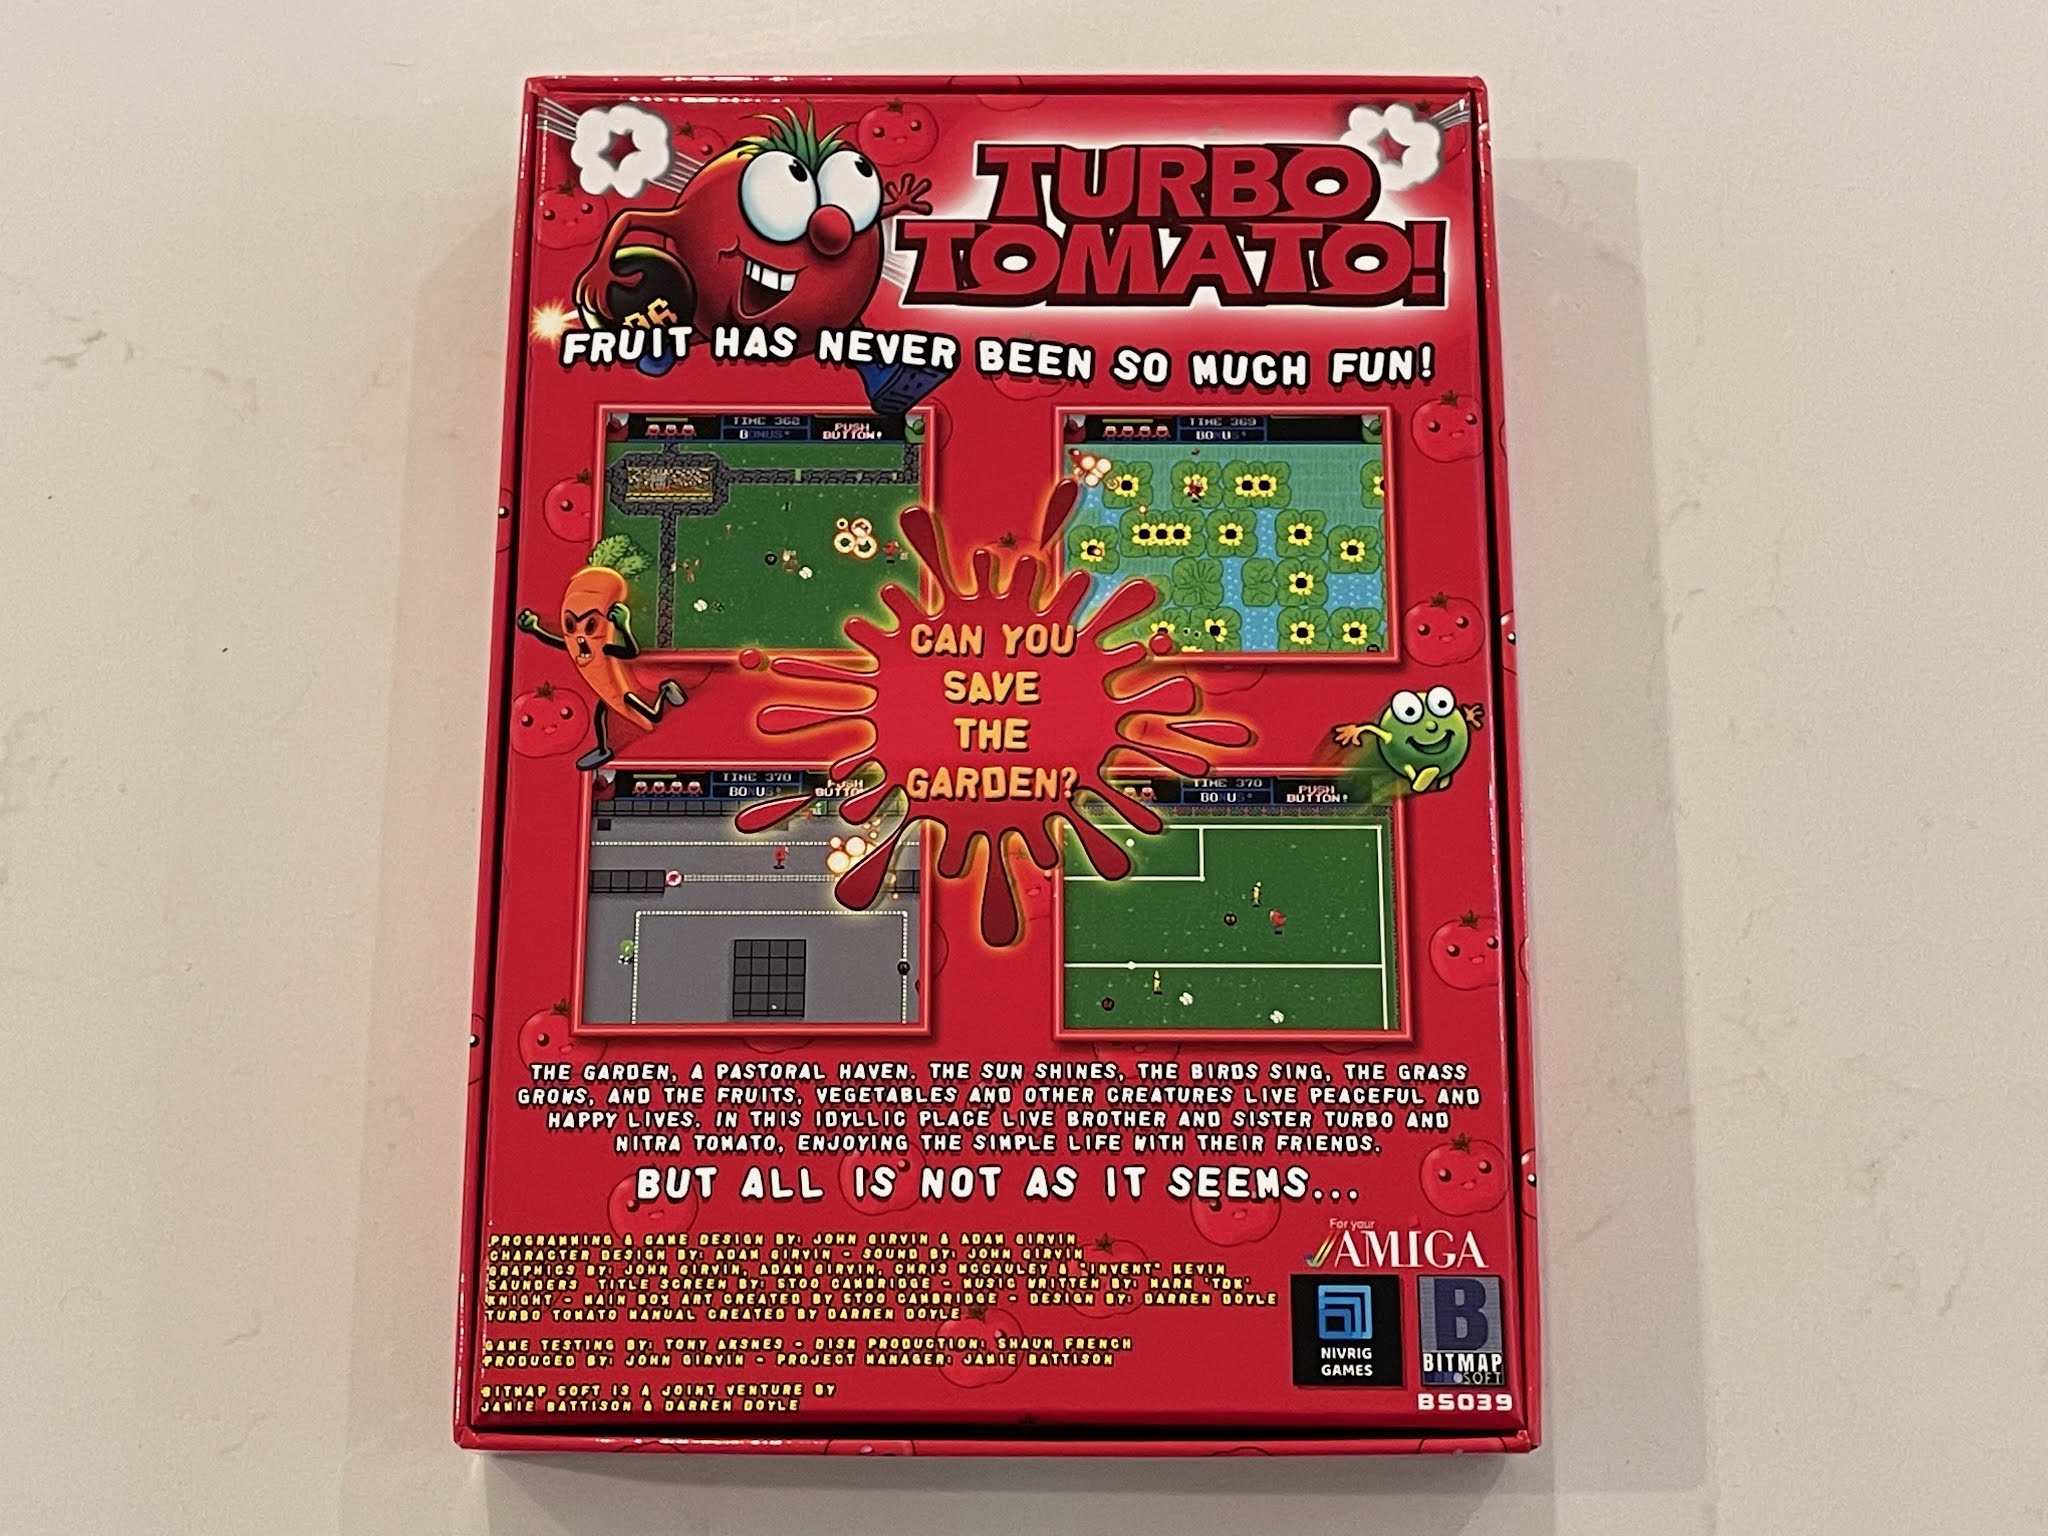 TURBO
TOMATO!
FRUIT HAS NEVER BEEN SO MUCH FUN!
TIME 362
BONUS
PUSH
BUTTON!
TIME 369
BONUS
CAN YOU
SAVE
THE
GARDEN?
TIME 370
BONUS
PUSH
BUTTON
TIME 370
BONUS
PUSH
BUTTON!
THE GARDEN, A PASTORAL HAVEN. THE SUN SHINES, THE BIRDS SING, THE GRASS
GROWS, AND THE FRUITS, VEGETABLES AND OTHER CREATURES LIVE PEACEFUL AND
HAPPY LIVES. IN THIS IDYLLIC PLACE LIVE BROTHER AND SISTER TURBO AND
NITRA TOMATO, ENJOYING THE SIMPLE LIFE WITH THEIR FRIENDS.
BUT ALL IS NOT AS IT SEEMS...
PROGRAMMING & GAME DESIGN BY: JOHN GIRVIN & ADAM GIRVIN
CHARACTER DESIGN BY: ADAM GIRVIN - SOUND BY: JOHN GIRVIN
GRAPHICS BY: JOHN GIRVIN, ADAM GIRVIN, CHRIS MCCAULEY & "INVENT" KEVIN
SAUNDERS TITLE SCREEN BY: STOO CAMBRIDGE - MUSIC WRITTEN BY: MARK 'TDK'
KNIGHT - MAIN BOX ART CREATED BY STOO CAMBRIDGE - DESIGN BY: DARREN DOYLE
TURBO TOMATO MANUAL CREATED BY DARREN DOYLE
GAME TESTING BY: TONY AKSNES - DISK PRODUCTION: SHAUN FRENCH
PRODUCED BY: JOHN GIRVIN - PROJECT MANAGER: JAMIE BATTISON
BITMAP SOFT IS A JOINT VENTURE BY
JAMIE BATTISON & DARREN DOYLE
For your
AMIGA
NIVRIG
GAMES
B
BITMAP
SOFT
BS039